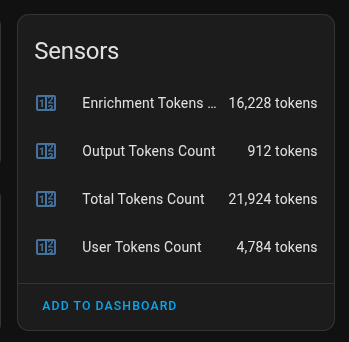 Sensors
Enrichment Tokens … 16,228 tokens
Output Tokens Count 912 tokens
Total Tokens Count 21,924 tokens
User Tokens Count 4,784 tokens
ADD TO DASHBOARD